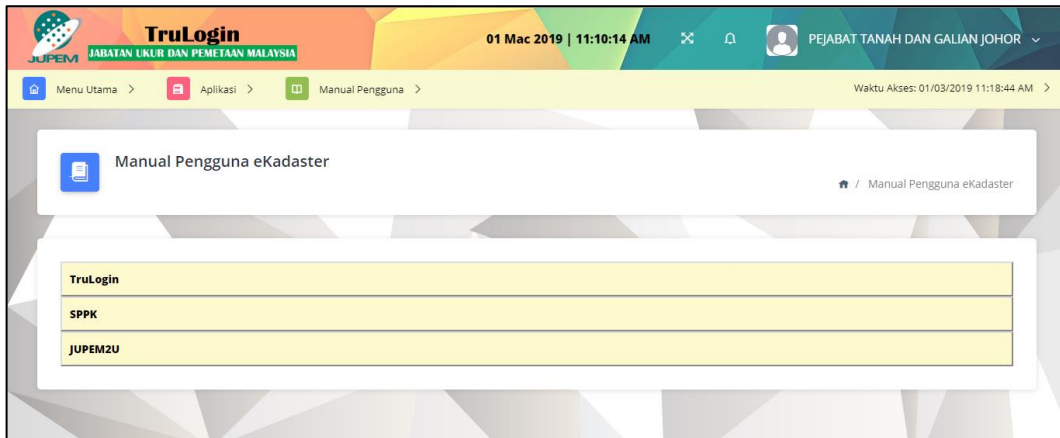 JUPEM
TruLogin
JABATAN UKUR DAN PEMETAAN MALAYSIA
01 Mac 2019 | 11:10:14 AM
PEJABAT TANAH DAN GALIAN JOHOR
Menu Utama >
Aplikasi >
Manual Pengguna >
Waktu Akses: 01/03/2019 11:18:44 AM >
Manual Pengguna eKadaster
/ Manual Pengguna eKadaster
TruLogin
SPPK
JUPEM2U